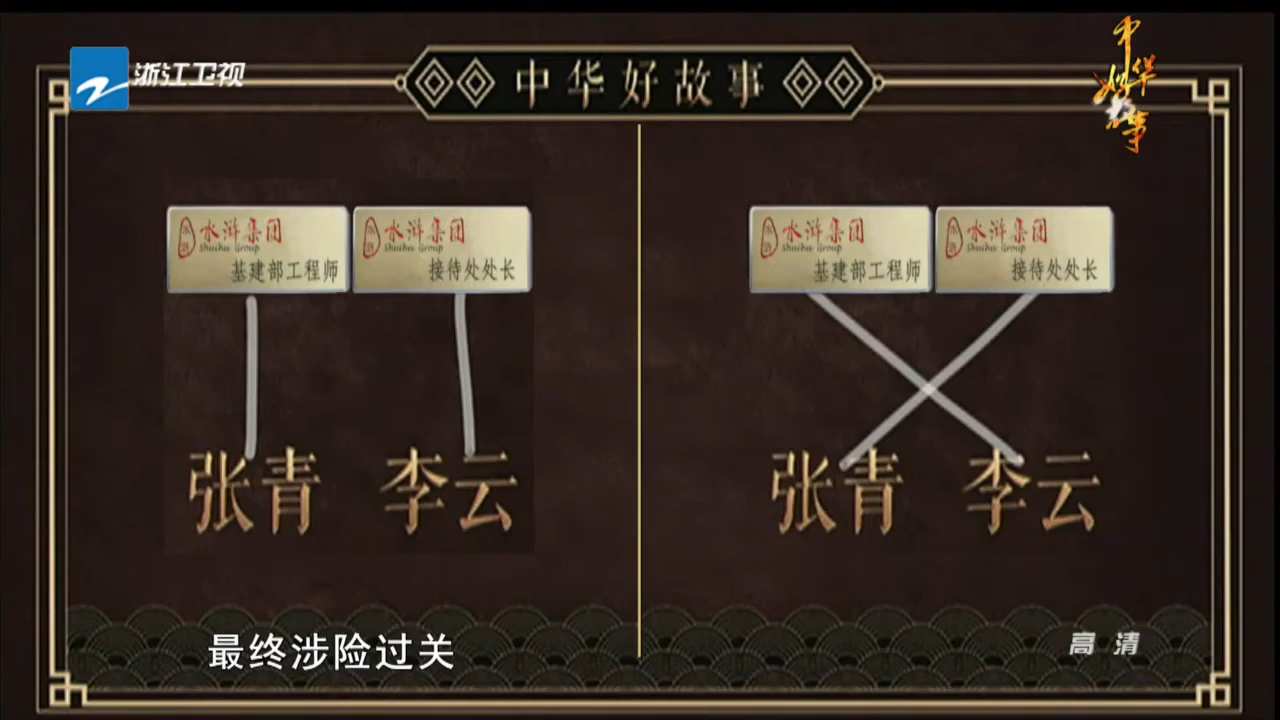 浙江卫视
中华好故事
中华好故事
水浒集团
Shuihu Group
基建部工程师
水浒集团
Shuihu Group
接待处处长
水浒集团
Shuihu Group
基建部工程师
水浒集团
Shuihu Group
接待处处长
张青 李云
张青 李云
最终涉险过关
高清